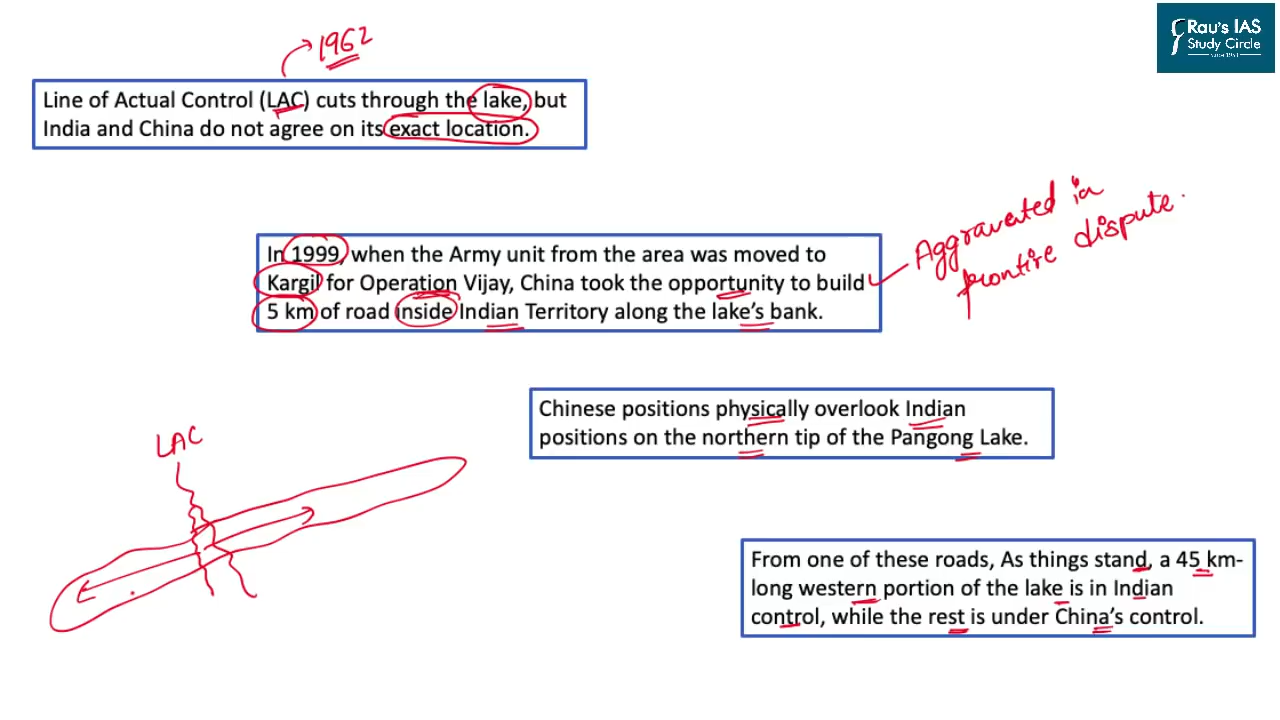 Rau's IAS
Study Circle
SINCE 1953
1962
Line of Actual Control (LAC) cuts through the lake, but
India and China do not agree on its exact location.
Aggravated in
frontire dispute.
In 1999, when the Army unit from the area was moved to
Kargil for Operation Vijay, China took the opportunity to build
5 km of road inside Indian Territory along the lake's bank.
Chinese positions physically overlook Indian
positions on the northern tip of the Pangong Lake.
LAC
From one of these roads, As things stand, a 45 km-
long western portion of the lake is in Indian
control, while the rest is under China's control.